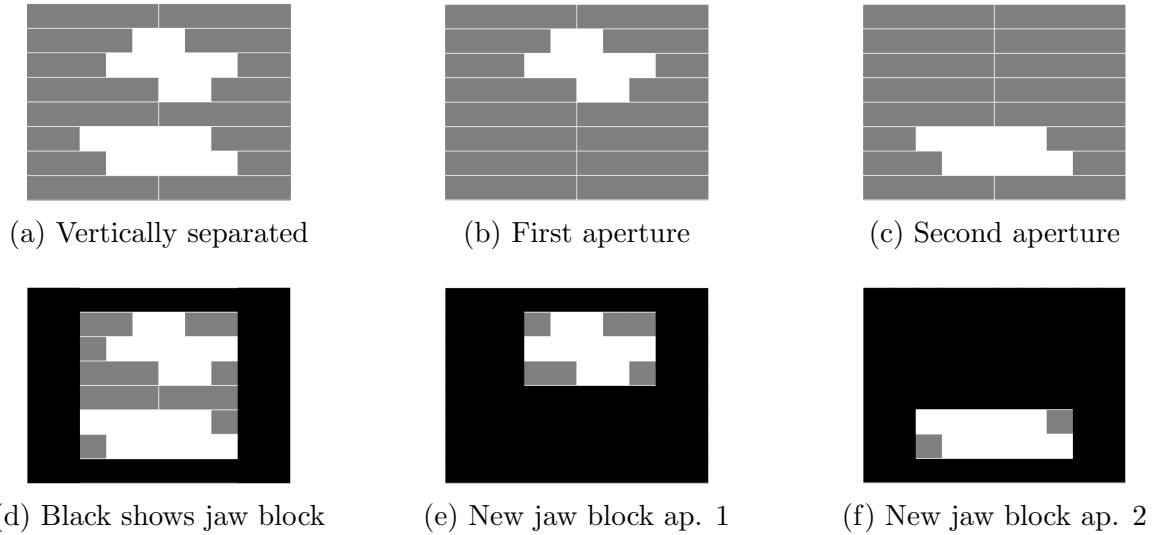 (a) Vertically separated
(b) First aperture
(c) Second aperture
(d) Black shows jaw block
(e) New jaw block ap. 1
(f) New jaw block ap. 2